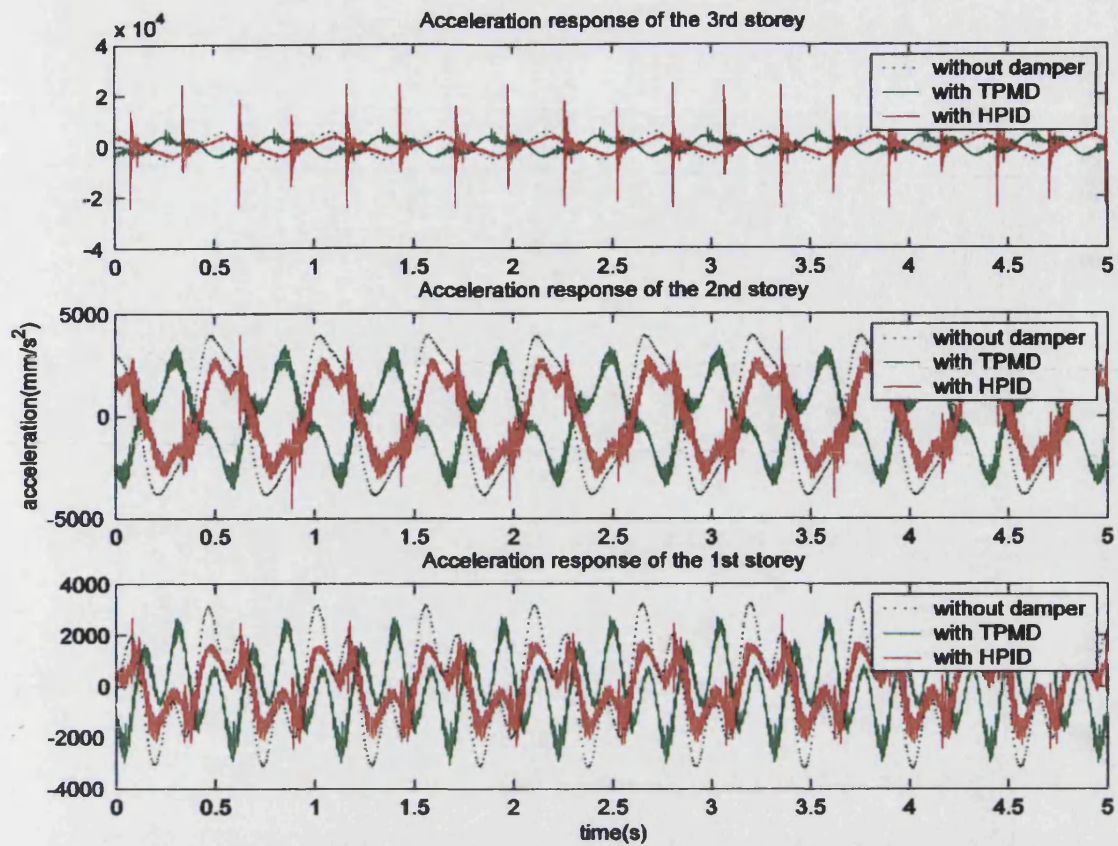 Acceleration response of the 3rd storey
x 10^4
4
2
0
-2
-4
without damper
with TPMD
with HPID
0 0.5 1 1.5 2 2.5 3 3.5 4 4.5 5
Acceleration response of the 2nd storey
acceleration(mm/s²)
5000
0
-5000
without damper
with TPMD
with HPID
0 0.5 1 1.5 2 2.5 3 3.5 4 4.5 5
Acceleration response of the 1st storey
4000
2000
0
-2000
-4000
without damper
with TPMD
with HPID
0 0.5 1 1.5 2 2.5 3 3.5 4 4.5 5
time(s)